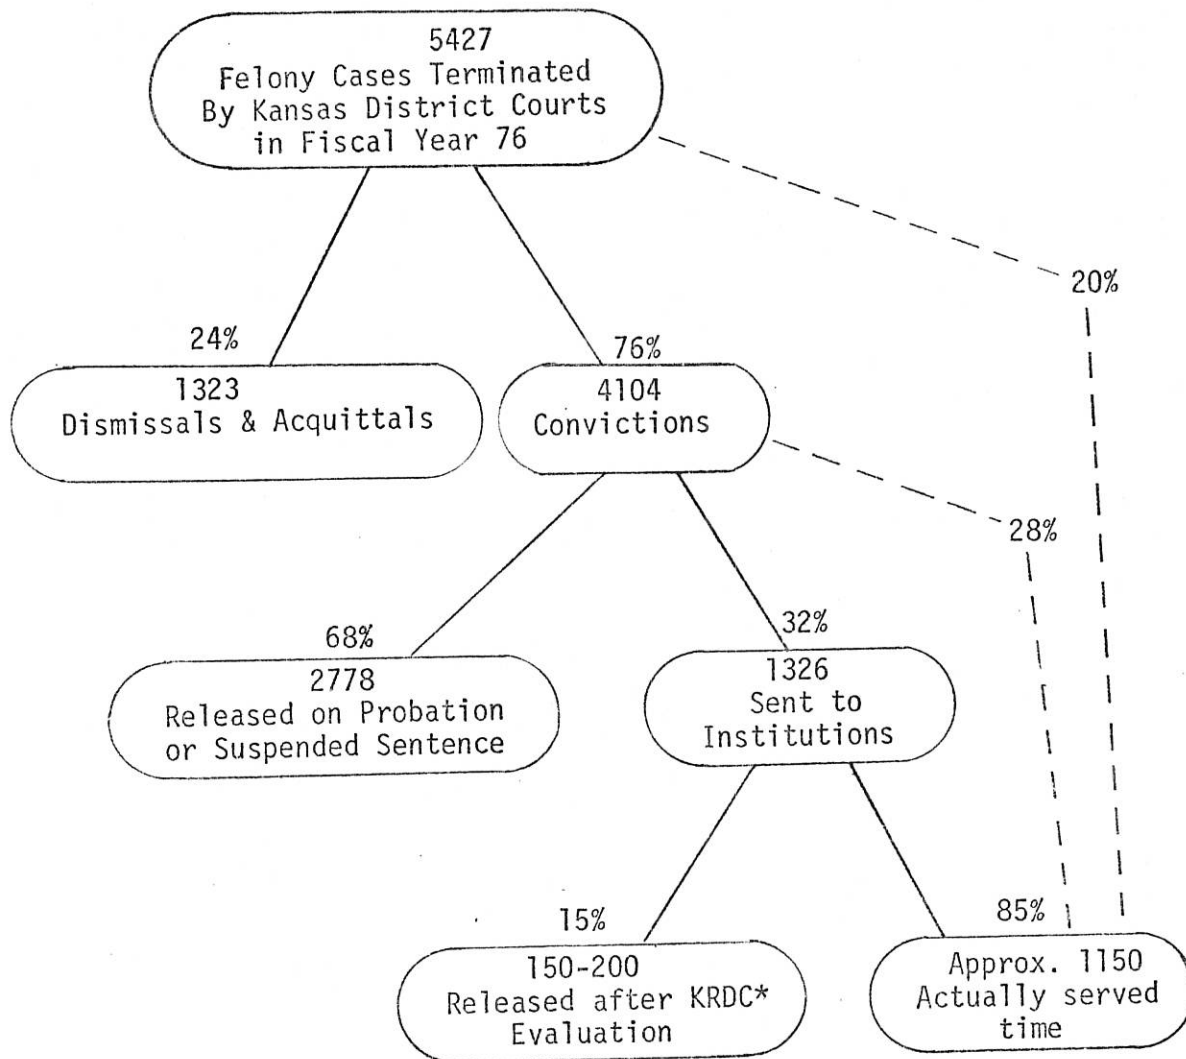 5427
Felony Cases Terminated
By Kansas District Courts
in Fiscal Year 76
20%
24%
1323
Dismissals & Acquittals
76%
4104
Convictions
28%
68%
2778
Released on Probation
or Suspended Sentence
32%
1326
Sent to
Institutions
15%
150-200
Released after KRDC*
Evaluation
85%
Approx. 1150
Actually served
time